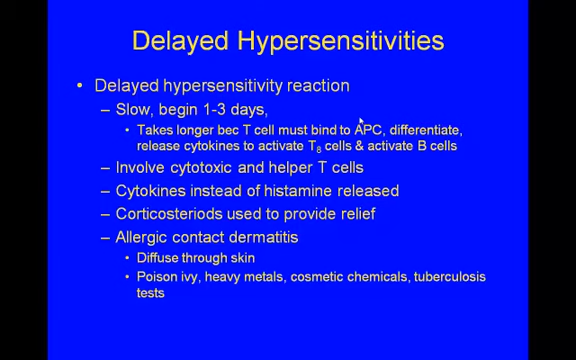 Delayed Hypersensitivities
• Delayed hypersensitivity reaction
– Slow, begin 1-3 days,
• Takes longer bec T cell must bind to APC, differentiate,
release cytokines to activate T8 cells & activate B cells
– Involve cytotoxic and helper T cells
– Cytokines instead of histamine released
– Corticosteriods used to provide relief
– Allergic contact dermatitis
• Diffuse through skin
• Poison ivy, heavy metals, cosmetic chemicals, tuberculosis
tests